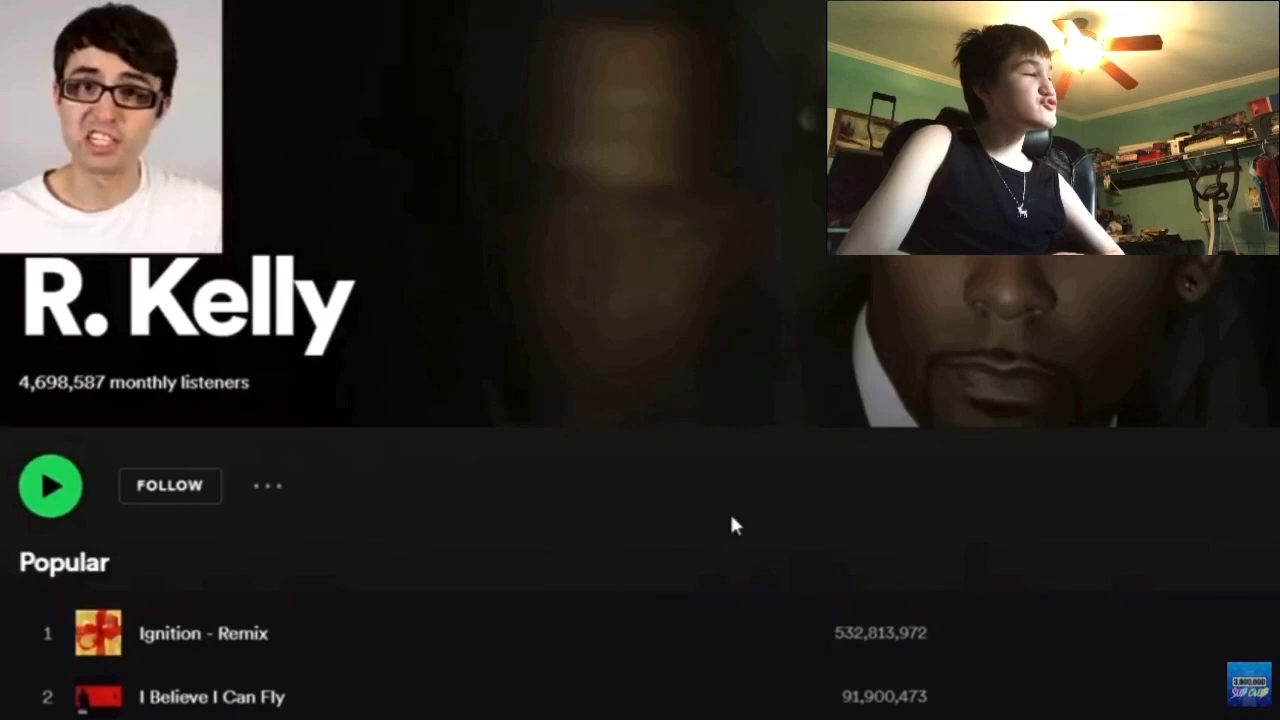 R. Kelly
4,698,587 monthly listeners
FOLLOW
Popular
1 Ignition - Remix 532,813,972
2 I Believe I Can Fly 91,900,473